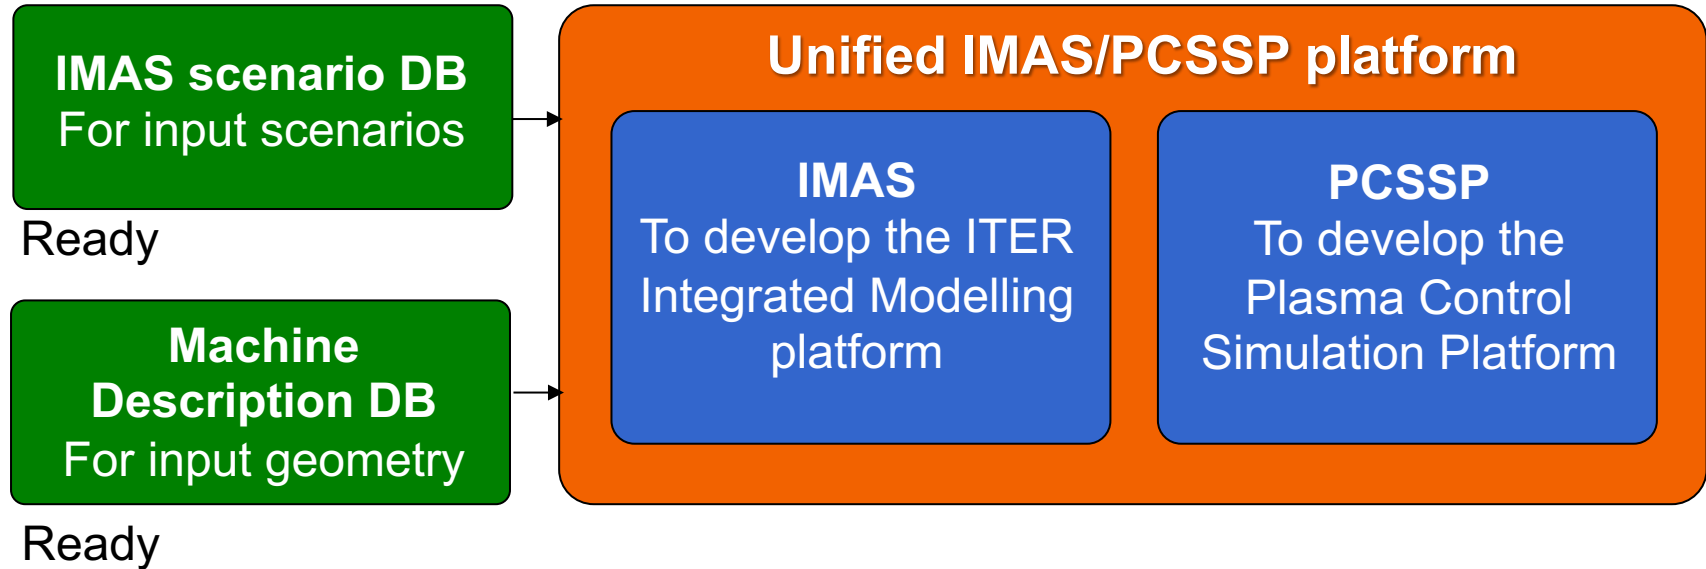 IMAS scenario DB
For input scenarios
Ready
Machine
Description DB
For input geometry
Ready
Unified IMAS/PCSSP platform
IMAS
To develop the ITER
Integrated Modelling
platform
PCSSP
To develop the
Plasma Control
Simulation Platform